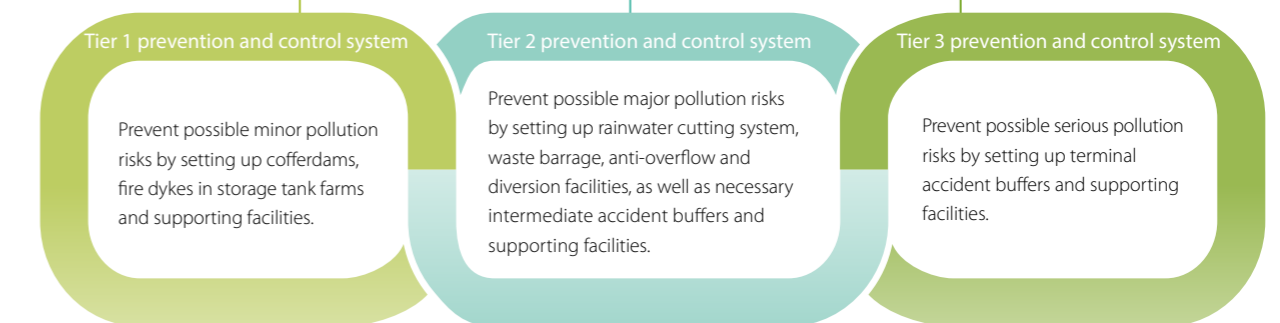 Tier 1 prevention and control system
Prevent possible minor pollution
risks by setting up cofferdams,
fire dykes in storage tank farms
and supporting facilities.
Tier 2 prevention and control system
Prevent possible major pollution risks
by setting up rainwater cutting system,
waste barrage, anti-overflow and
diversion facilities, as well as necessary
intermediate accident buffers and
supporting facilities.
Tier 3 prevention and control system
Prevent possible serious pollution
risks by setting up terminal
accident buffers and supporting
facilities.